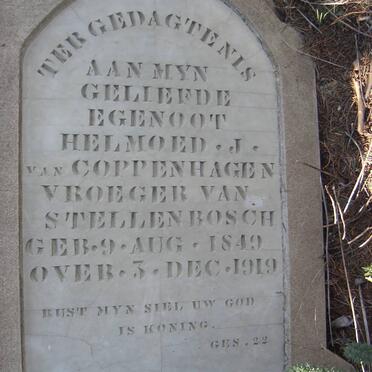 TER GEDAGTENIS
AAN MYN
GELIEFDE
EGENOOT
HELMOED . J .
VAN COPPENHAGEN
VROEGER VAN
STELLENBOSCH
GEB . 9 . AUG . 1849
OVER . 3 . DEC . 1919
RUST MYN SIEL UW GOD
IS KONING.
GES . 22